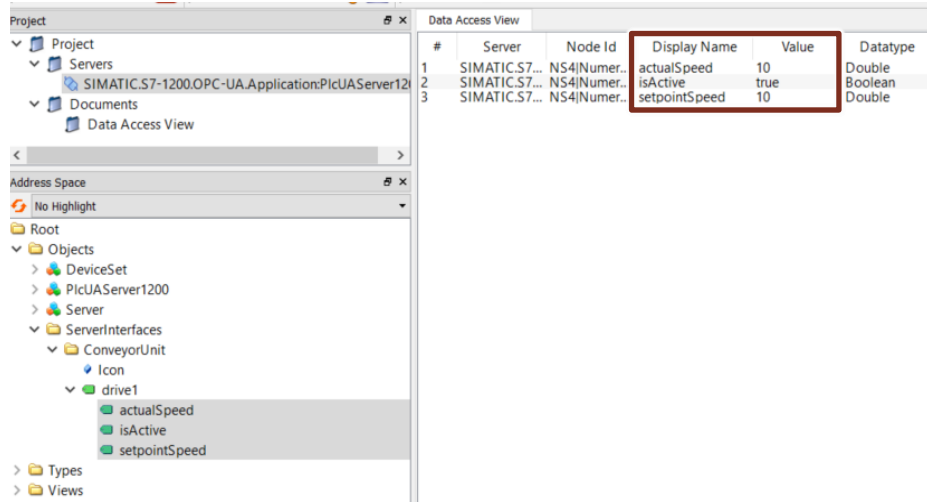 Project
Project
Servers
SIMATIC.S7-1200.OPC-UA.Application:PlcUAServer120
Documents
Data Access View
Address Space
No Highlight
Root
Objects
DeviceSet
PlcUAServer1200
Server
ServerInterfaces
ConveyorUnit
Icon
drive1
actualSpeed
isActive
setpointSpeed
Types
Views
Data Access View
# Server Node Id Display Name Value Datatype
1 SIMATIC.S7... NS4|Numer... actualSpeed 10 Double
2 SIMATIC.S7... NS4|Numer... isActive true Boolean
3 SIMATIC.S7... NS4|Numer... setpointSpeed 10 Double